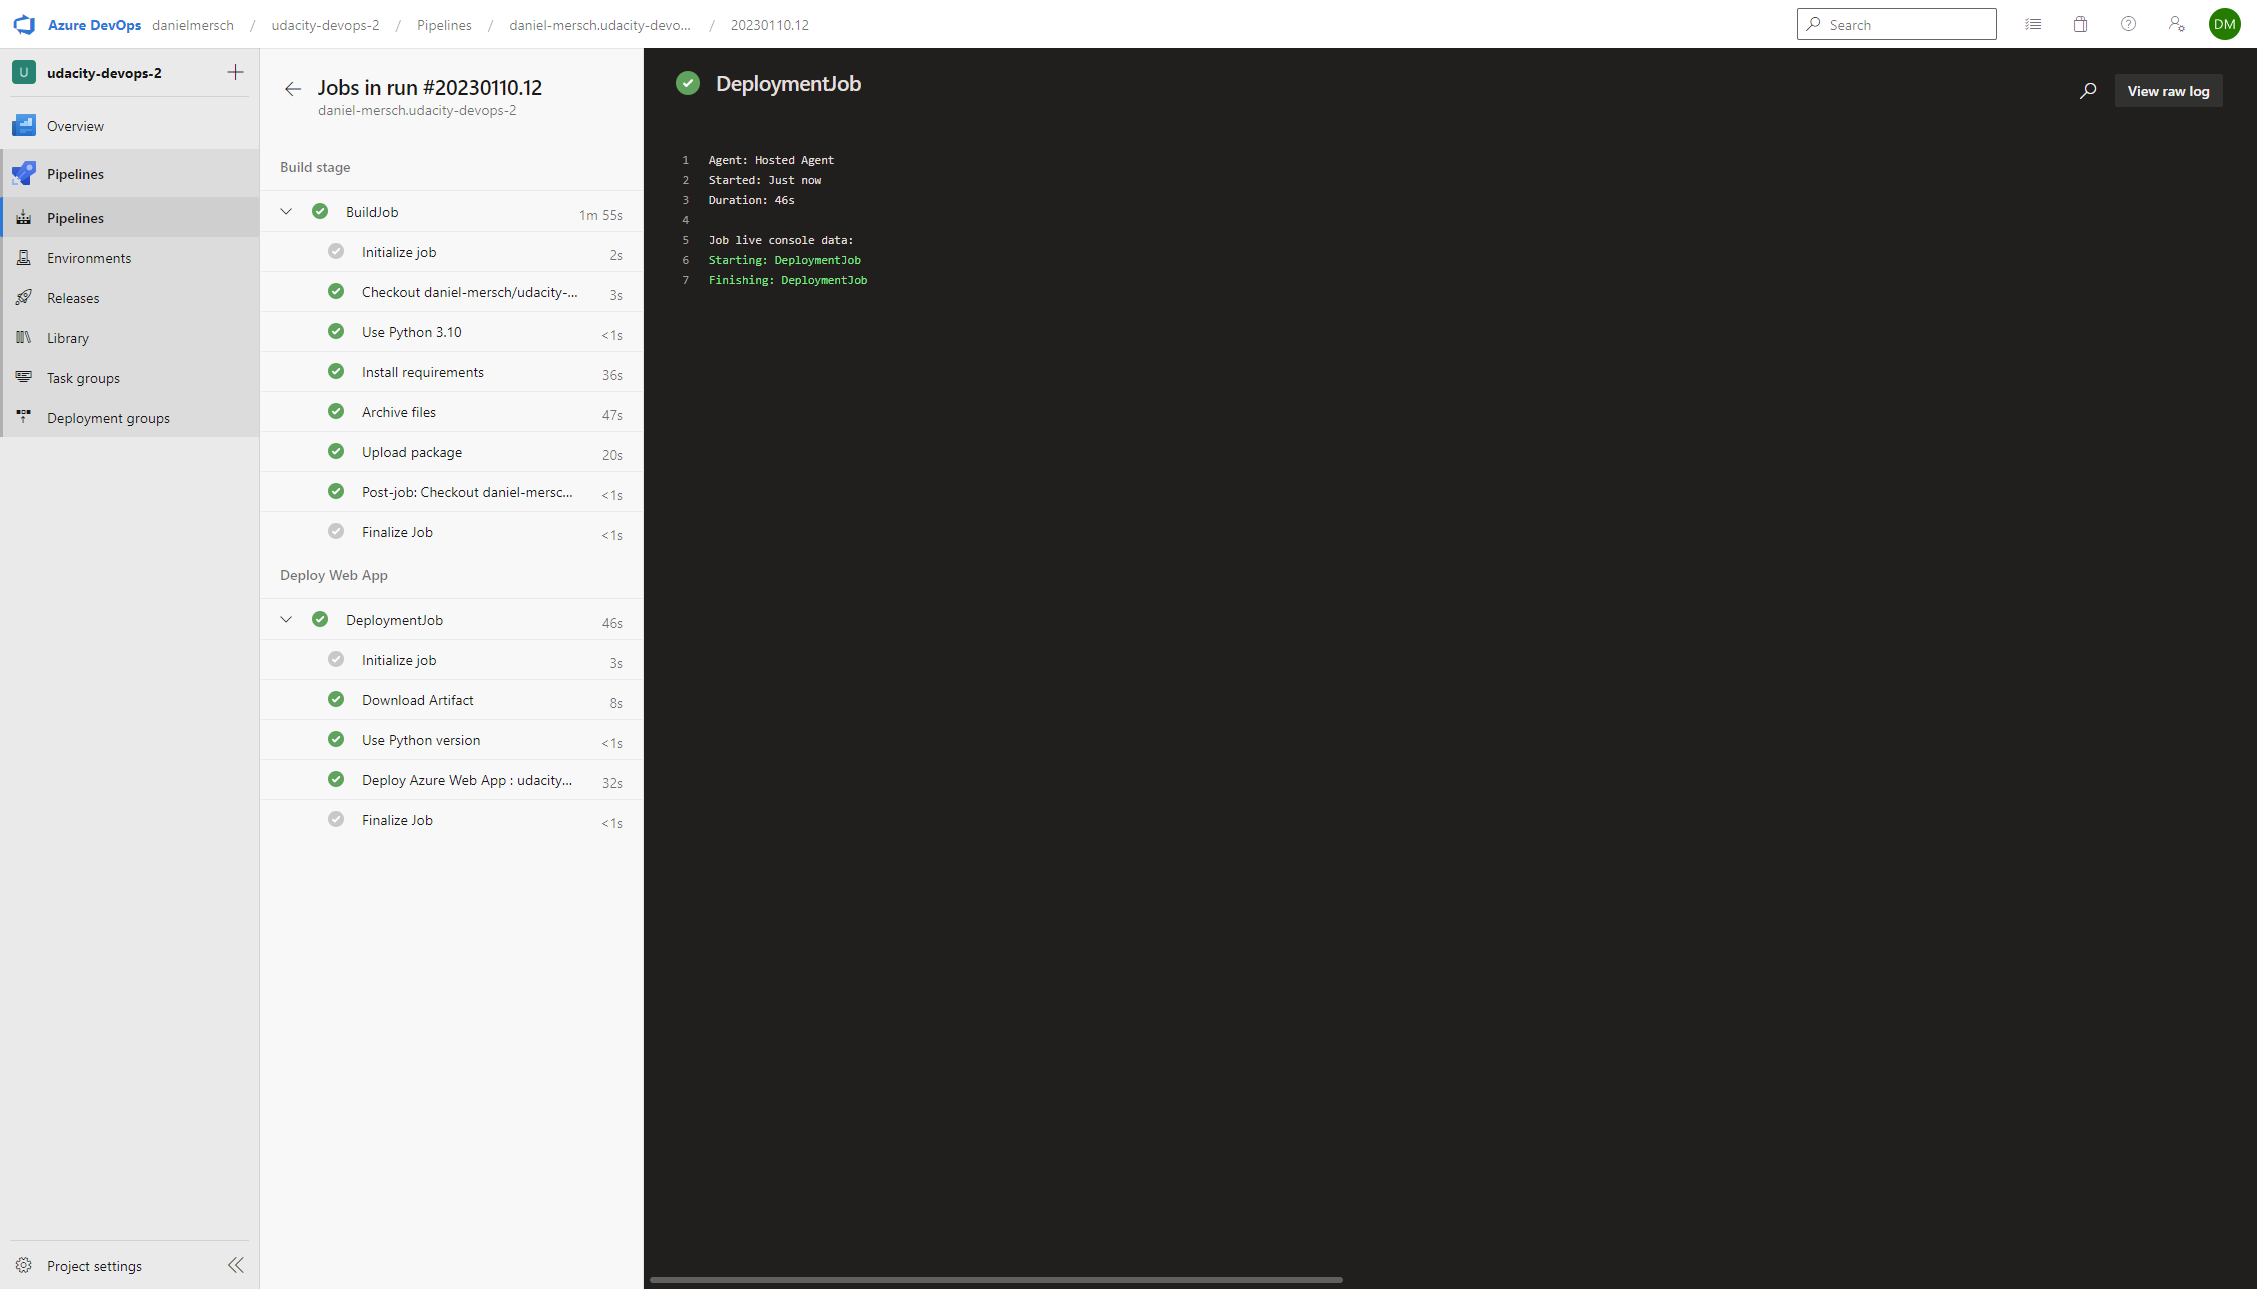 Azure DevOps danielmersch / udacity-devops-2 / Pipelines / daniel-mersch.udacity-devo... / 20230110.12
Search
DM
U udacity-devops-2
Overview
Pipelines
Pipelines
Environments
Releases
Library
Task groups
Deployment groups
Project settings
Jobs in run #20230110.12
daniel-mersch.udacity-devops-2
Build stage
BuildJob 1m 55s
Initialize job 2s
Checkout daniel-mersch/udacity-... 3s
Use Python 3.10 <1s
Install requirements 36s
Archive files 47s
Upload package 20s
Post-job: Checkout daniel-mersc... <1s
Finalize Job <1s
Deploy Web App
DeploymentJob 46s
Initialize job 3s
Download Artifact 8s
Use Python version <1s
Deploy Azure Web App : udacity... 32s
Finalize Job <1s
DeploymentJob
View raw log
1 Agent: Hosted Agent
2 Started: Just now
3 Duration: 46s
4
5 Job live console data:
6 Starting: DeploymentJob
7 Finishing: DeploymentJob